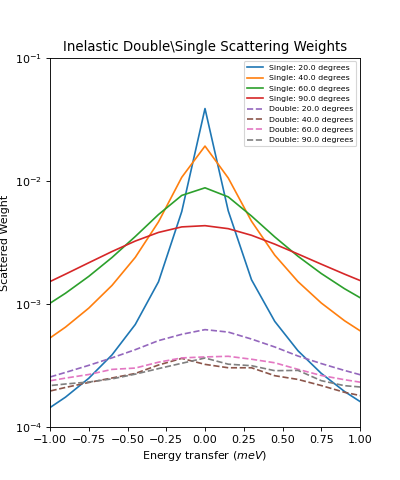 Inelastic Double\Single Scattering Weights
10⁻¹
10⁻²
10⁻³
10⁻⁴
Scattered Weight
Single: 20.0 degrees
Single: 40.0 degrees
Single: 60.0 degrees
Single: 90.0 degrees
Double: 20.0 degrees
Double: 40.0 degrees
Double: 60.0 degrees
Double: 90.0 degrees
−1.00 −0.75 −0.50 −0.25 0.00 0.25 0.50 0.75 1.00
Energy transfer (meV)